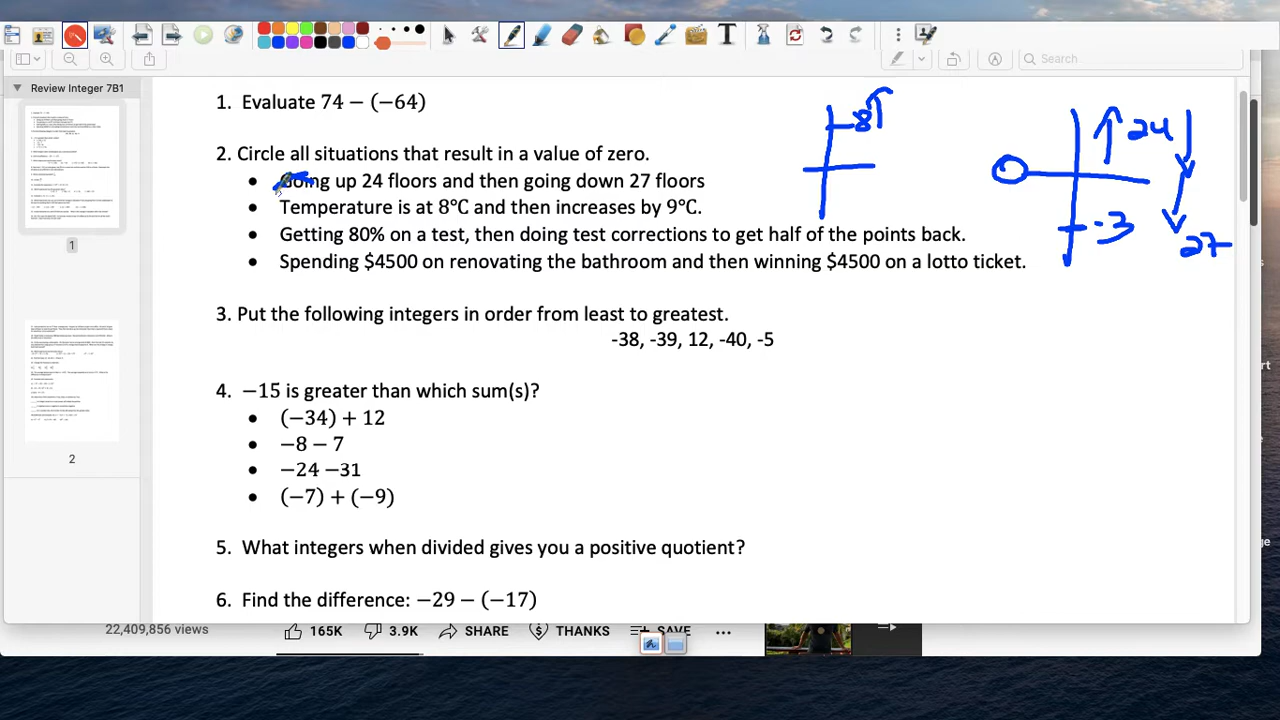 Search
Review Integer 7B1
1
2
1. Evaluate 74 − (−64)
2. Circle all situations that result in a value of zero.
• Going up 24 floors and then going down 27 floors
• Temperature is at 8°C and then increases by 9°C.
• Getting 80% on a test, then doing test corrections to get half of the points back.
• Spending $4500 on renovating the bathroom and then winning $4500 on a lotto ticket.
3. Put the following integers in order from least to greatest.
-38, -39, 12, -40, -5
4. −15 is greater than which sum(s)?
• (−34) + 12
• −8 − 7
• −24 −31
• (−7) + (−9)
5. What integers when divided gives you a positive quotient?
6. Find the difference: −29 − (−17)
8
24
-3
27
22,409,856 views
165K
3.9K
SHARE
THANKS
SAVE